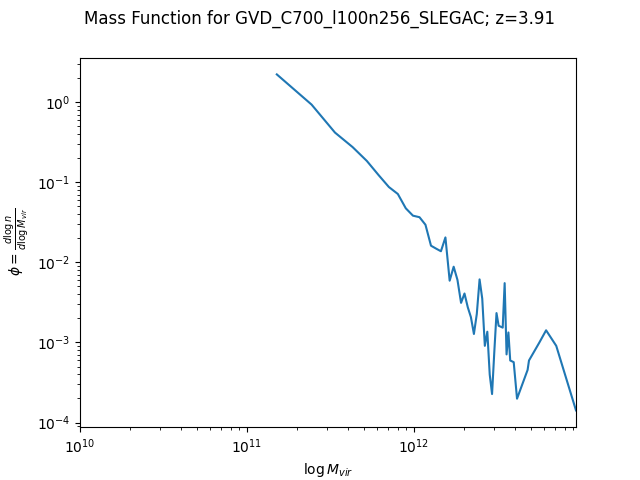 Mass Function for GVD_C700_l100n256_SLEGAC; z=3.91
10⁰
10⁻¹
10⁻²
10⁻³
10⁻⁴
ϕ = d log n / d log M_vir
10¹⁰ 10¹¹ 10¹²
log M_vir